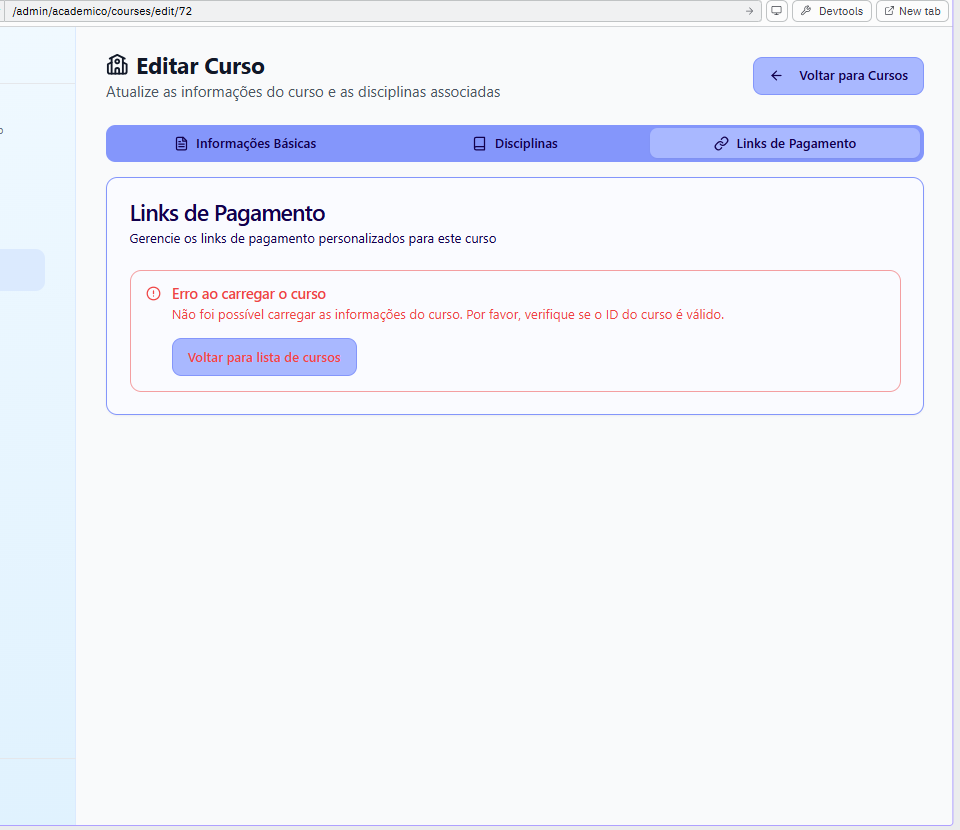 /admin/academico/courses/edit/72
Devtools
New tab
Editar Curso
Atualize as informações do curso e as disciplinas associadas
Voltar para Cursos
Informações Básicas
Disciplinas
Links de Pagamento
Links de Pagamento
Gerencie os links de pagamento personalizados para este curso
Erro ao carregar o curso
Não foi possível carregar as informações do curso. Por favor, verifique se o ID do curso é válido.
Voltar para lista de cursos